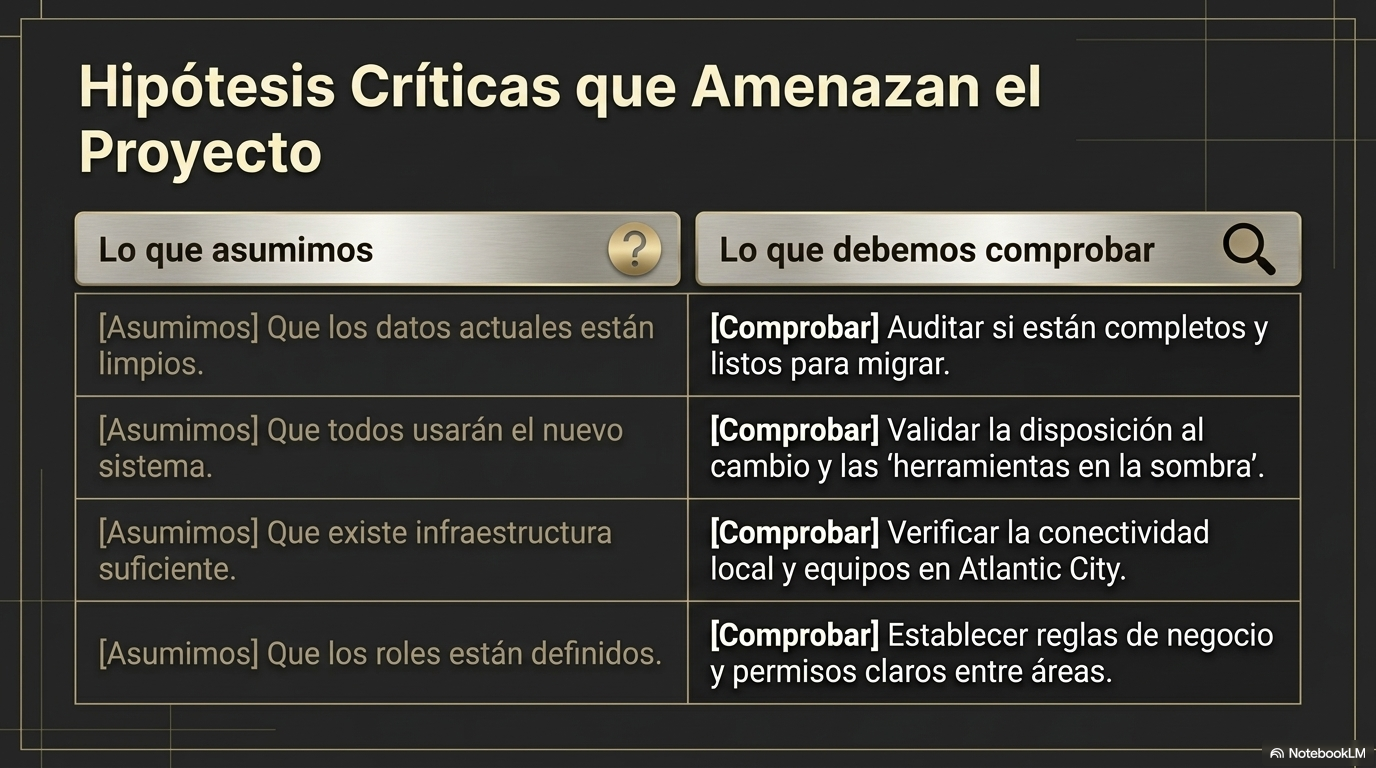 Hipótesis Críticas que Amenazan el
Proyecto
Lo que asumimos
?
Lo que debemos comprobar
[Asumimos] Que los datos actuales están
limpios.
[Comprobar] Auditar si están completos y
listos para migrar.
[Asumimos] Que todos usarán el nuevo
sistema.
[Comprobar] Validar la disposición al
cambio y las ‘herramientas en la sombra’.
[Asumimos] Que existe infraestructura
suficiente.
[Comprobar] Verificar la conectividad
local y equipos en Atlantic City.
[Asumimos] Que los roles están definidos.
[Comprobar] Establecer reglas de negocio
y permisos claros entre áreas.
NotebookLM